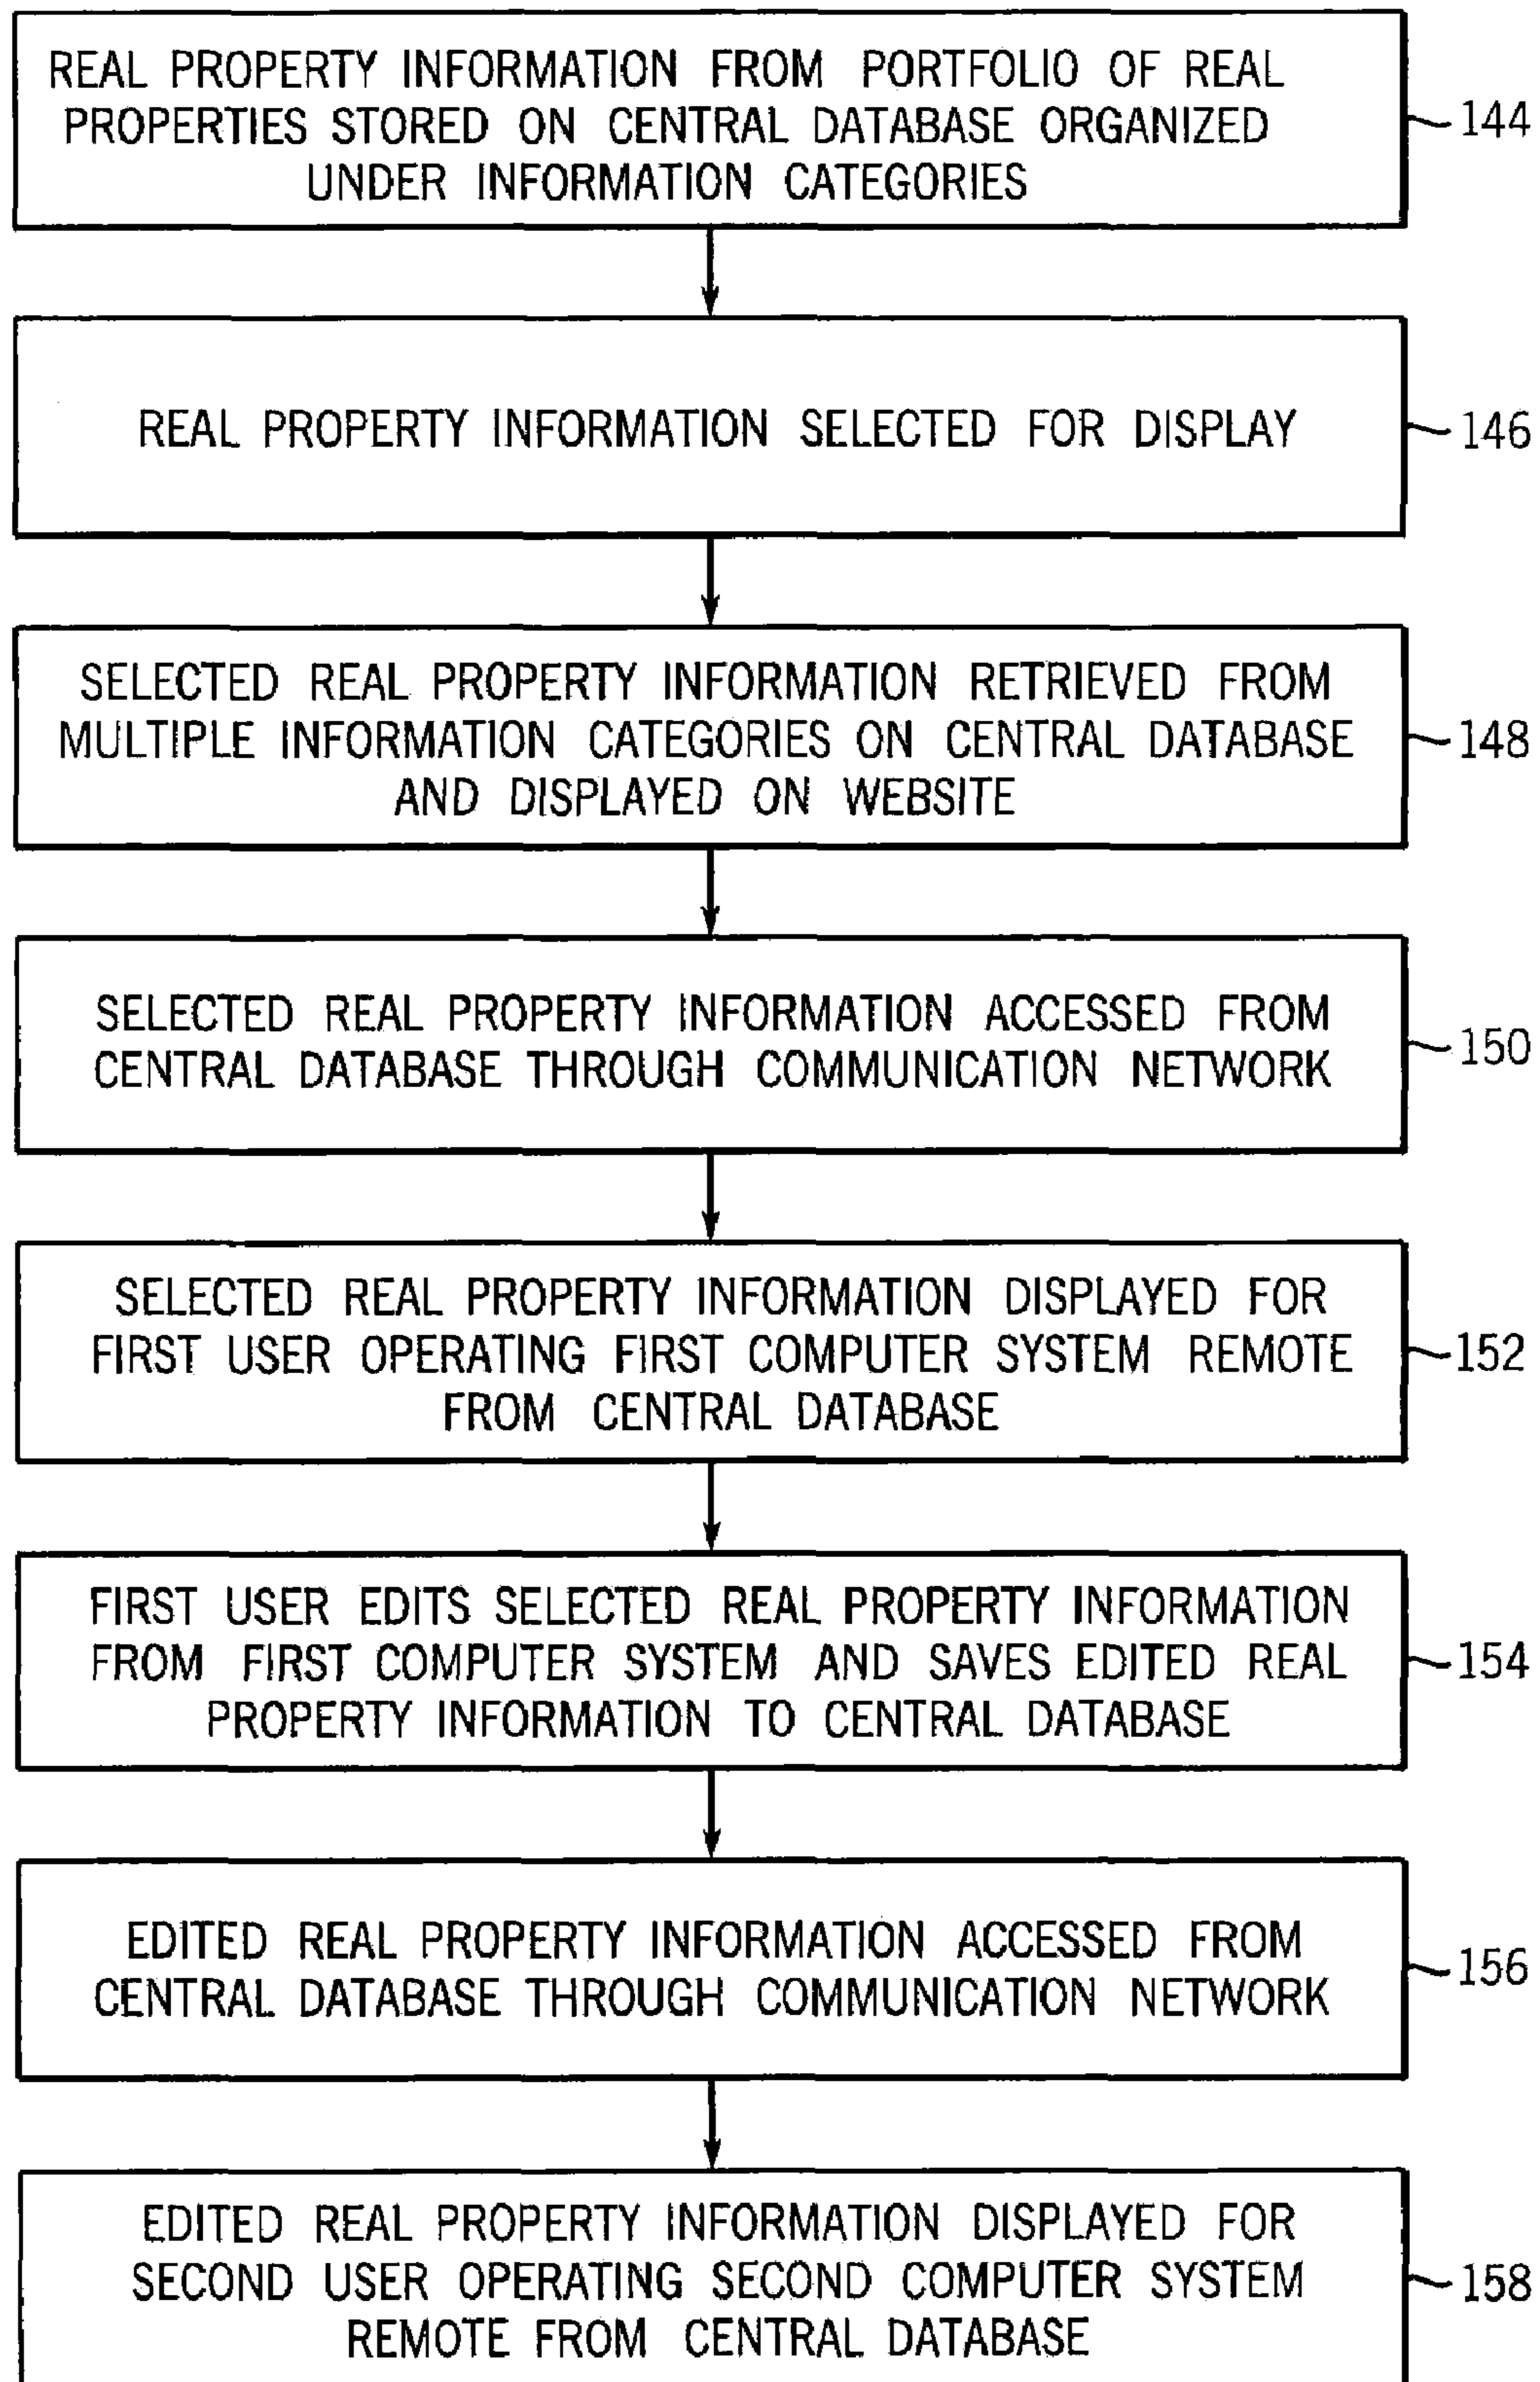 REAL PROPERTY INFORMATION FROM PORTFOLIO OF REAL
PROPERTIES STORED ON CENTRAL DATABASE ORGANIZED
UNDER INFORMATION CATEGORIES
144
REAL PROPERTY INFORMATION SELECTED FOR DISPLAY
146
SELECTED REAL PROPERTY INFORMATION RETRIEVED FROM
MULTIPLE INFORMATION CATEGORIES ON CENTRAL DATABASE
AND DISPLAYED ON WEBSITE
148
SELECTED REAL PROPERTY INFORMATION ACCESSED FROM
CENTRAL DATABASE THROUGH COMMUNICATION NETWORK
150
SELECTED REAL PROPERTY INFORMATION DISPLAYED FOR
FIRST USER OPERATING FIRST COMPUTER SYSTEM REMOTE
FROM CENTRAL DATABASE
152
FIRST USER EDITS SELECTED REAL PROPERTY INFORMATION
FROM FIRST COMPUTER SYSTEM AND SAVES EDITED REAL
PROPERTY INFORMATION TO CENTRAL DATABASE
154
EDITED REAL PROPERTY INFORMATION ACCESSED FROM
CENTRAL DATABASE THROUGH COMMUNICATION NETWORK
156
EDITED REAL PROPERTY INFORMATION DISPLAYED FOR
SECOND USER OPERATING SECOND COMPUTER SYSTEM
REMOTE FROM CENTRAL DATABASE
158